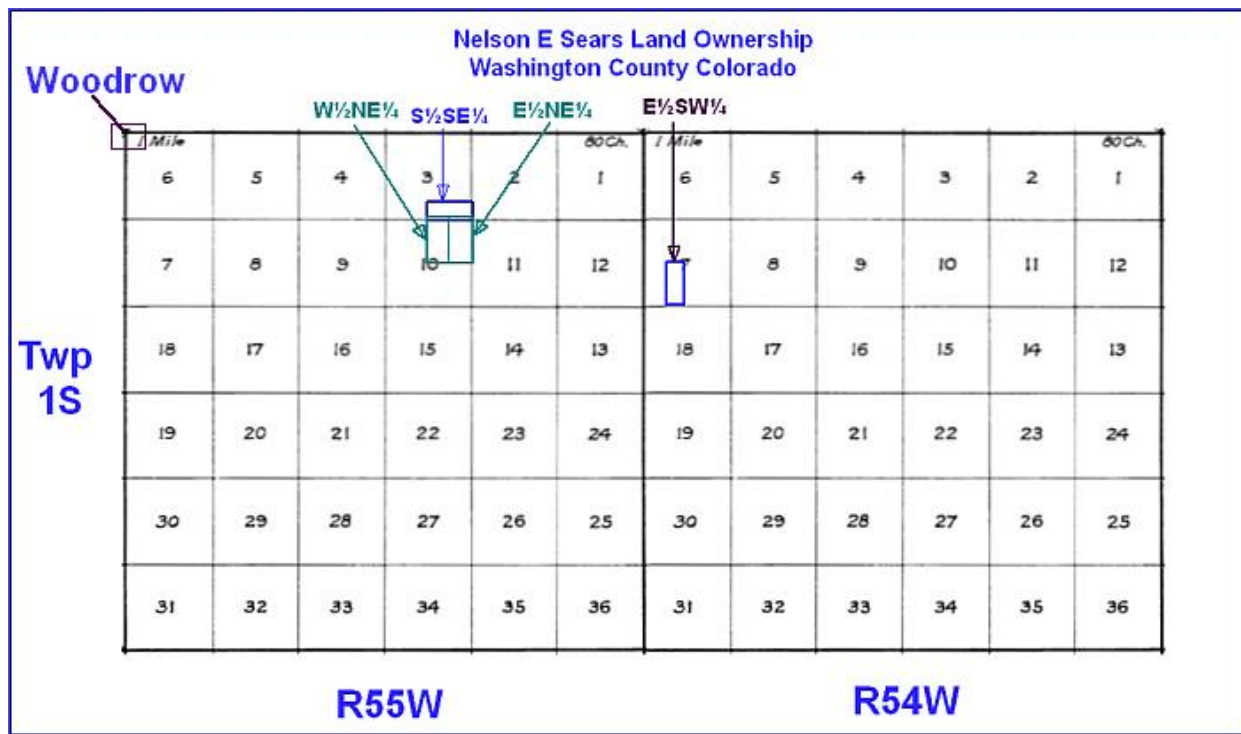 Nelson E Sears Land Ownership
Washington County Colorado
Woodrow
W½NE¼ S½SE¼ E½NE¼ E½SW¼
1 Mile 80Ch. 1 Mile 80Ch.
6 5 4 3 2 1 6 5 4 3 2 1
7 8 9 10 11 12 7 8 9 10 11 12
18 17 16 15 14 13 18 17 16 15 14 13
Twp
1S
19 20 21 22 23 24 19 20 21 22 23 24
30 29 28 27 26 25 30 29 28 27 26 25
31 32 33 34 35 36 31 32 33 34 35 36
R55W R54W